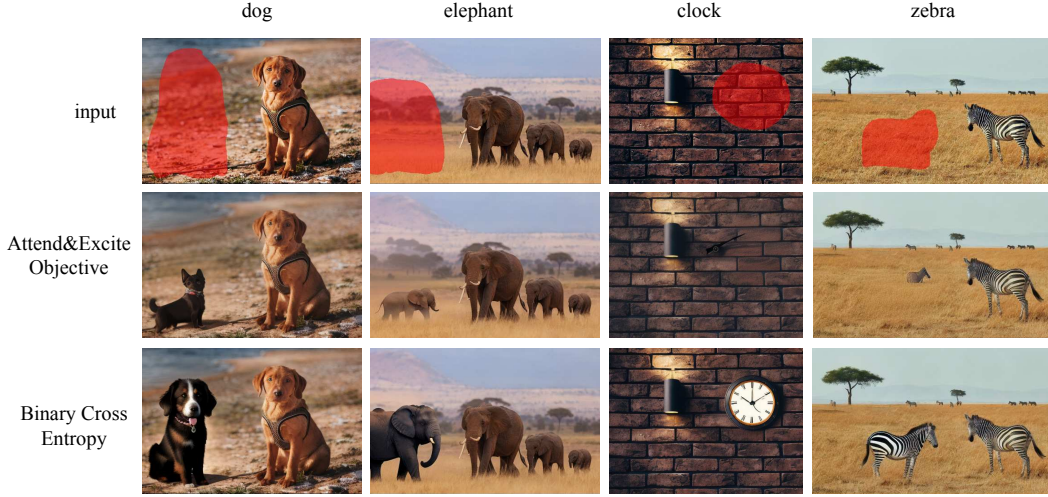 dog
elephant
clock
zebra
input
Attend&Excite
Objective
Binary Cross
Entropy